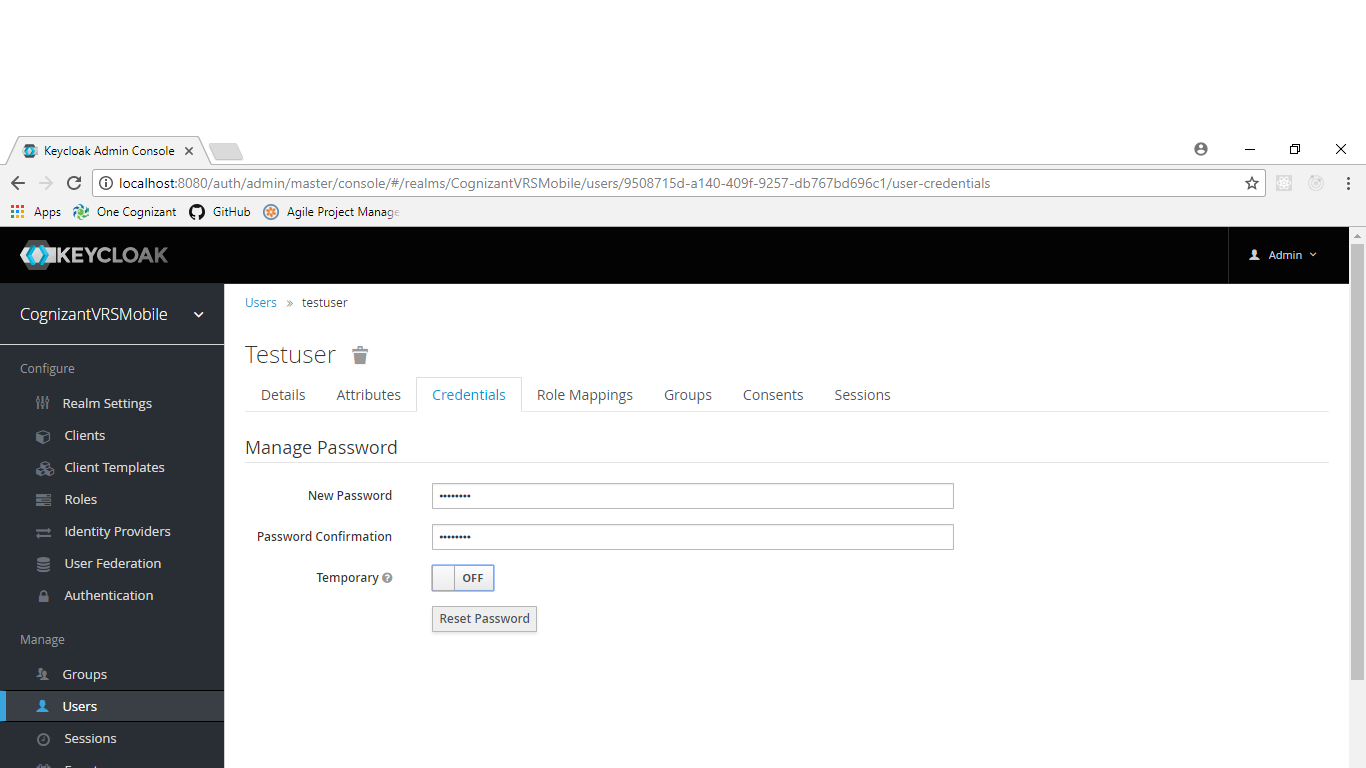 Keycloak Admin Console
localhost:8080/auth/admin/master/console/#/realms/CognizantVRSMobile/users/9508715d-a140-409f-9257-db767bd696c1/user-credentials
Apps One Cognizant GitHub Agile Project Manage
KEYCLOAK
Admin
CognizantVRSMobile
Configure
Realm Settings
Clients
Client Templates
Roles
Identity Providers
User Federation
Authentication
Manage
Groups
Users
Sessions
Users » testuser
Testuser
Details Attributes Credentials Role Mappings Groups Consents Sessions
Manage Password
New Password ••••••••
Password Confirmation ••••••••
Temporary OFF
Reset Password